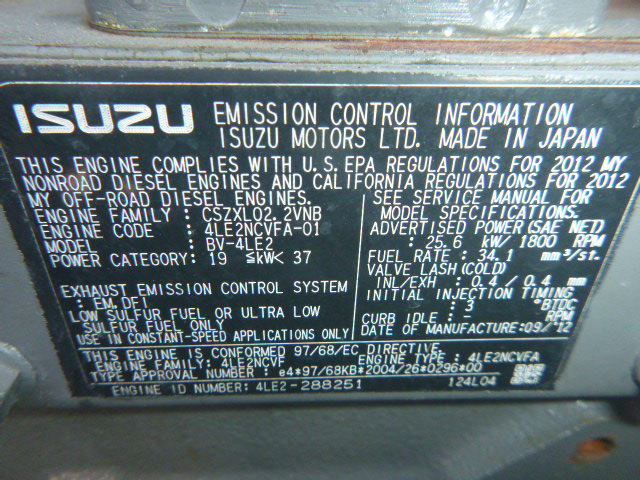 ISUZU EMISSION CONTROL INFORMATION
ISUZU MOTORS LTD. MADE IN JAPAN
THIS ENGINE COMPLIES WITH U.S. EPA REGULATIONS FOR 2012 MY
NONROAD DIESEL ENGINES AND CALIFORNIA REGULATIONS FOR 2012
MY OFF-ROAD DIESEL ENGINES.
ENGINE FAMILY : CSZXL02.2VNB
ENGINE CODE : 4LE2NCVFA-01
MODEL : BV-4LE2
POWER CATEGORY: 19 ≦kW< 37
EXHAUST EMISSION CONTROL SYSTEM
: EM, DFI
LOW SULFUR FUEL OR ULTRA LOW
SULFUR FUEL ONLY
USE IN CONSTANT-SPEED APPLICATIONS ONLY
SEE SERVICE MANUAL FOR
MODEL SPECIFICATIONS.
ADVERTISED POWER (SAE NET)
: 25.6 kW/ 1800 RPM
FUEL RATE : 34.1 mm³/st.
VALVE LASH (COLD)
INL/EXH : 0.4 / 0.4 mm
INITIAL INJECTION TIMING
: 3 °BTDC
CURB IDLE : - RPM
DATE OF MANUFACTURE:09/'12
THIS ENGINE IS CONFORMED 97/68/EC DIRECTIVE
ENGINE FAMILY: 4LE2NCVF ENGINE TYPE : 4LE2NCVFA
TYPE APPROVAL NUMBER : e4*97/68KB*2004/26*0296*00
ENGINE ID NUMBER: 4LE2-288251 124L04